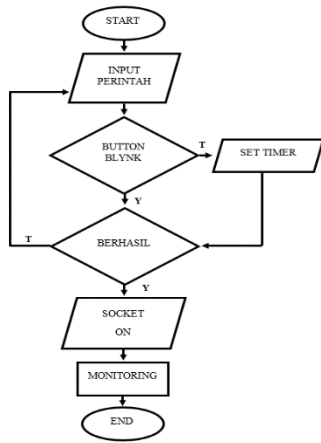 START
INPUT
PERINTAH
BUTTON
BLYNK
T
SET TIMER
Y
BERHASIL
T
Y
SOCKET
ON
MONITORING
END